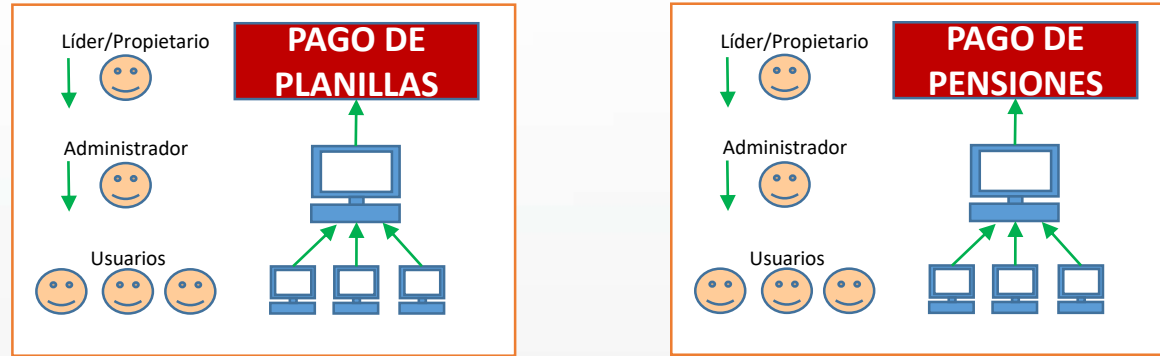 Líder/Propietario
PAGO DE
PLANILLAS
Administrador
Usuarios
Líder/Propietario
PAGO DE
PENSIONES
Administrador
Usuarios